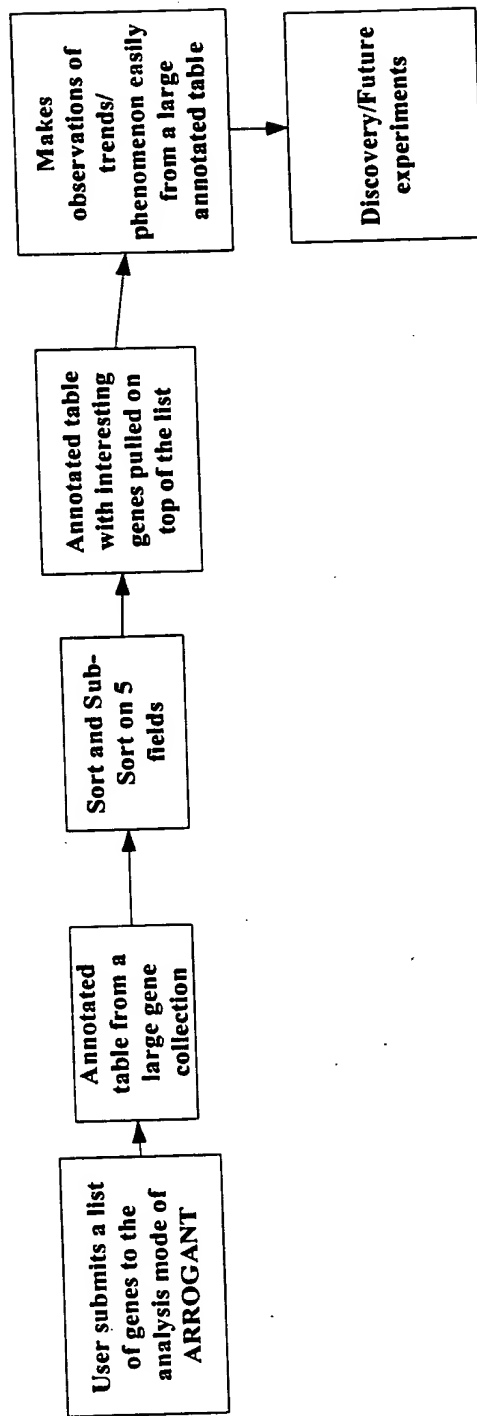 User submits a list
of genes to the
analysis mode of
ARROGANT
Annotated
table from a
large gene
collection
Sort and Sub-
Sort on 5
fields
Annotated table
with interesting
genes pulled on
top of the list
Makes
observations of
trends/
phenomenon easily
from a large
annotated table
Discovery/Future
experiments